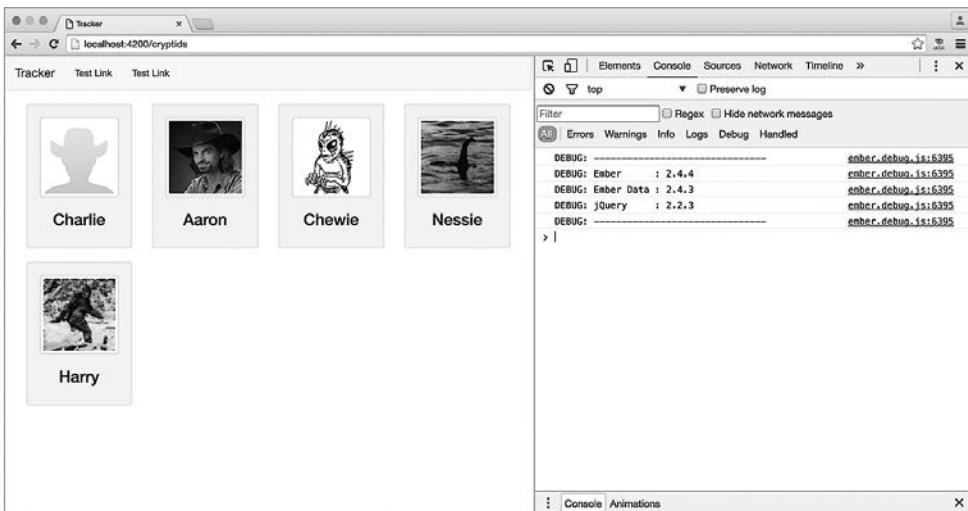 Tracker
localhost:4200/cryptids
Tracker Test Link Test Link
Charlie
Aaron
Chewie
Nessie
Harry
Elements Console Sources Network Timeline »
top Preserve log
Filter Regex Hide network messages
All Errors Warnings Info Logs Debug Handled
DEBUG: ------------------------------- ember.debug.js:6395
DEBUG: Ember : 2.4.4 ember.debug.js:6395
DEBUG: Ember Data : 2.4.3 ember.debug.js:6395
DEBUG: jQuery : 2.2.3 ember.debug.js:6395
DEBUG: ------------------------------- ember.debug.js:6395
>
Console Animations